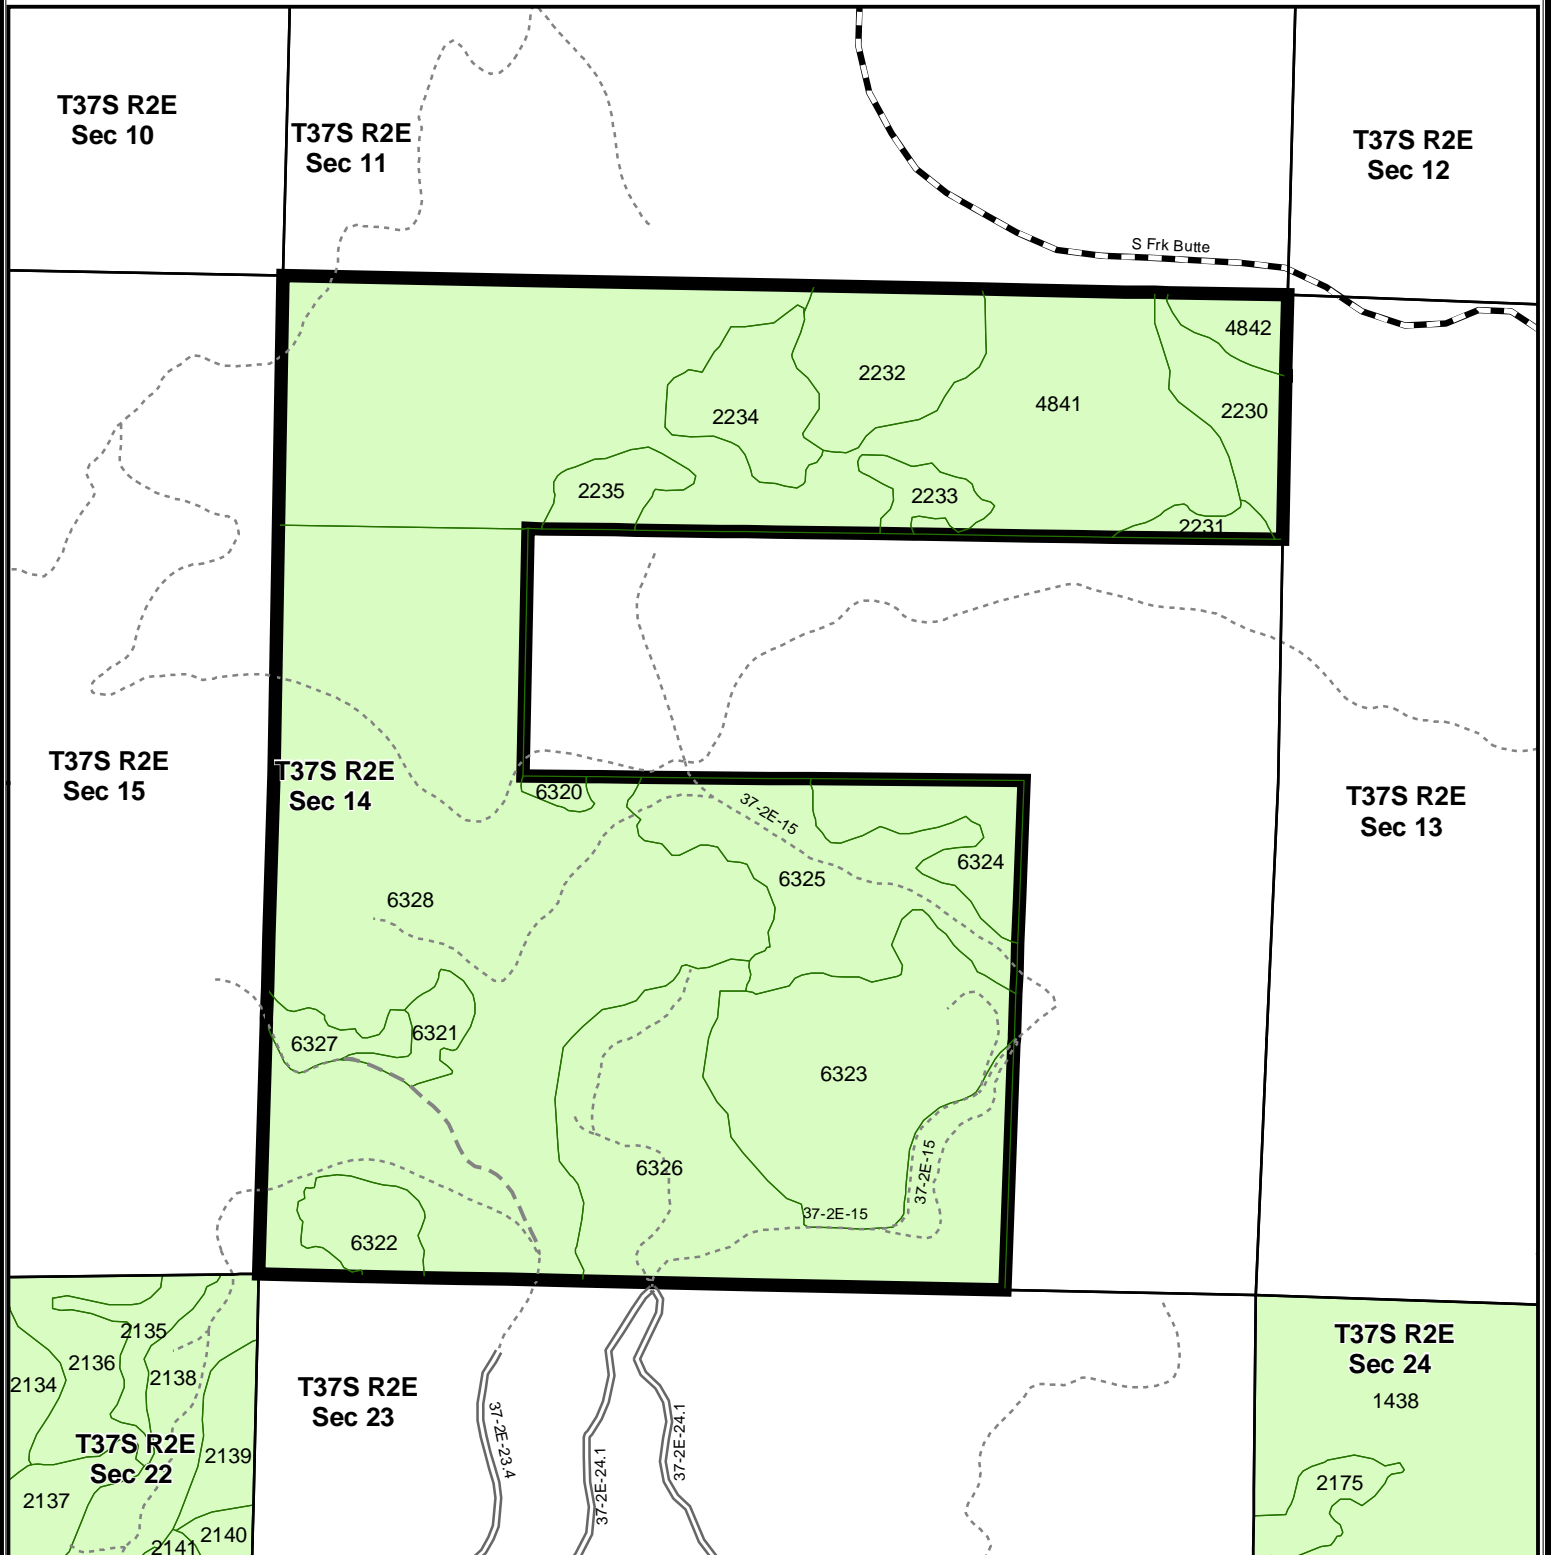 T37S R2E
Sec 10
T37S R2E
Sec 11
T37S R2E
Sec 12
S Frk Butte
4842
2232
4841
2230
2234
2235
2233
2231
T37S R2E
Sec 15
T37S R2E
Sec 14
6320
37-2E-15
T37S R2E
Sec 13
6324
6325
6328
6327
6321
6323
6326
37-2E-15
37-2E-15
6322
2135
2136
2134
2138
T37S R2E
Sec 22
2139
2137
2140
2141
T37S R2E
Sec 23
37-2E-23.4
37-2E-24.1
37-2E-24.1
T37S R2E
Sec 24
1438
2175